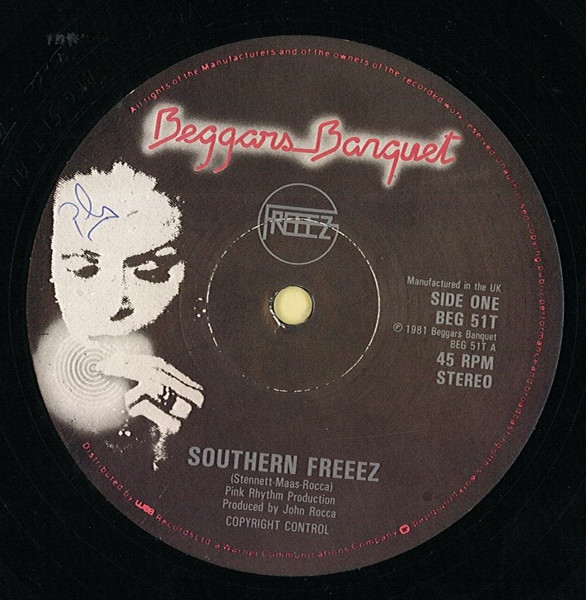 All rights of the Manufacturers and of the owners of the recorded work reserved
Beggars Banquet
FREEEZ
Manufactured in the UK
SIDE ONE
BEG 51T
℗ 1981 Beggars Banquet
BEG 51T A
45 RPM
STEREO
SOUTHERN FREEEZ
(Stennett-Maas-Rocca)
Pink Rhythm Production
Produced by John Rocca
COPYRIGHT CONTROL
Distributed by wea Records Ltd. a Warner Communications Company